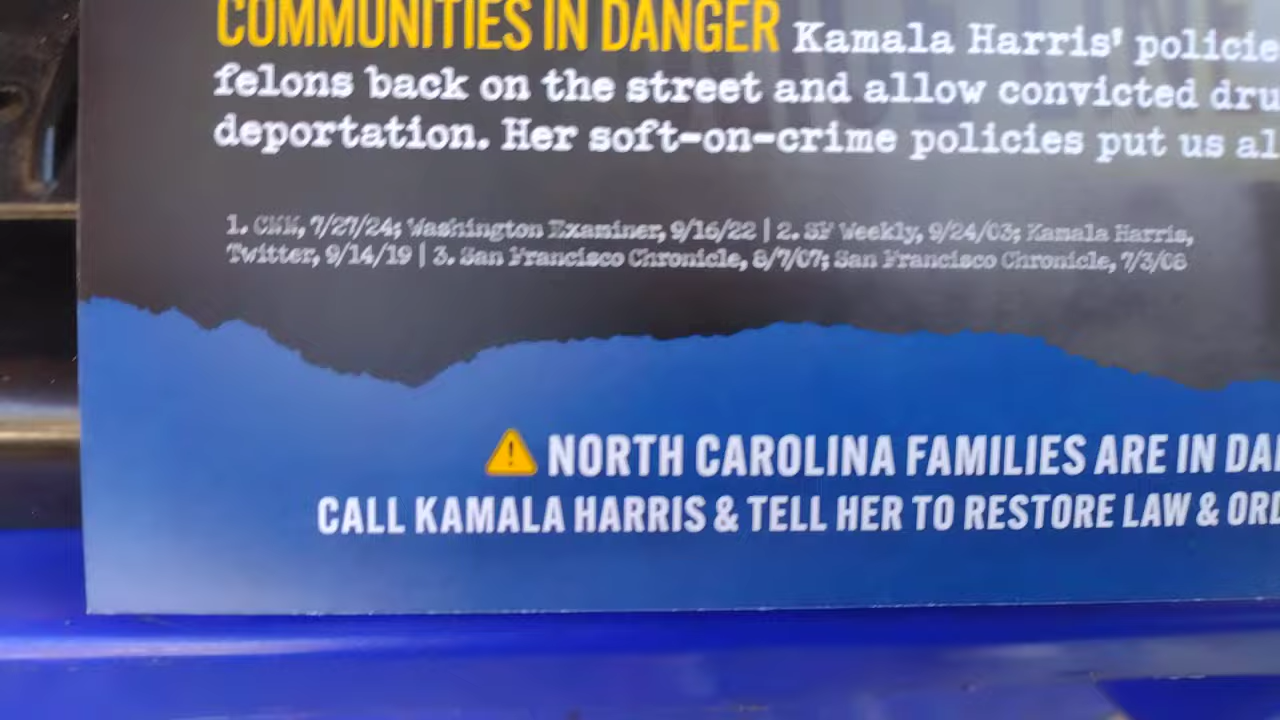 COMMUNITIES IN DANGER Kamala Harris' policie
felons back on the street and allow convicted dru
deportation. Her soft-on-crime policies put us al
1. CNN, 7/27/24; Washington Examiner, 9/16/22 | 2. SF Weekly, 9/24/03; Kamala Harris,
Twitter, 9/14/19 | 3. San Francisco Chronicle, 8/7/07; San Francisco Chronicle, 7/3/08
NORTH CAROLINA FAMILIES ARE IN DAN
CALL KAMALA HARRIS & TELL HER TO RESTORE LAW & ORD